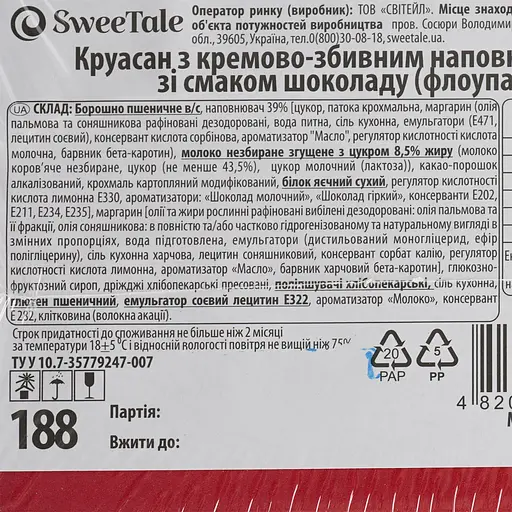 SWEETALE
Оператор ринку (виробник): ТОВ «СВІТЕЙЛ». Місце знаход
об'єкта потужностей виробництва пров. Сосюри Володими
обл., 39605, Україна, тел.0(800)30-08-18, sweetale.ua.
Круасан з кремово-збивним напов
зі смаком шоколаду (флоупа
UA СКЛАД: Борошно пшеничне в/с, наповнювач 39% [цукор, патока крохмальна, маргарин (олія
пальмова та соняшникова рафіновані дезодоровані, вода питна, сіль кухонна, емульгатори (Е471,
лецитин соєвий), консервант кислота сорбінова, ароматизатор "Масло", регулятор кислотності кислота
молочна, барвник бета-каротин), молоко незбиране згущене з цукром 8,5% жиру (молоко
коров'яче незбиране, цукор (не менше 43,5%), цукор молочний (лактоза)), какао-порошок
алкалізований, крохмаль картопляний модифікований, білок яєчний сухий, регулятор кислотності
кислота лимонна Е330, ароматизатори: «Шоколад молочний», «Шоколад гіркий», консерванти Е202,
Е211, Е234, Е235], маргарин [олії та жири рослинні рафіновані вибілені дезодоровані: олія пальмова та
її фракції, олія соняшникова: в повністю та/або частково гідрогенізованому та натуральному вигляді в
змінних пропорціях, вода підготовлена, емульгатори (дистильований моногліцерид, ефір
полігліцерину), сіль кухонна харчова, лецитин соняшниковий, консервант сорбат калію, регулятор
кислотності кислота лимонна, ароматизатор «Масло», барвник харчовий бета-каротен], глюкозно-
фруктозний сироп, дріжджі хлібопекарські пресовані, поліпшувачі хлібопекарські, сіль кухонна,
глютен пшеничний, емульгатор соєвий лецитин Е322, ароматизатор «Молоко», консервант
Е282, клітковина (волокна акації).
Строк придатності до споживання не більше ніж 2 місяці
за температури 18±5 °С і відносній вологості повітря не вищій ніж 75%
ТУ У 10.7-35779247-007
20
PAP
5
PP
4 820
188
Партія:
Вжити до: